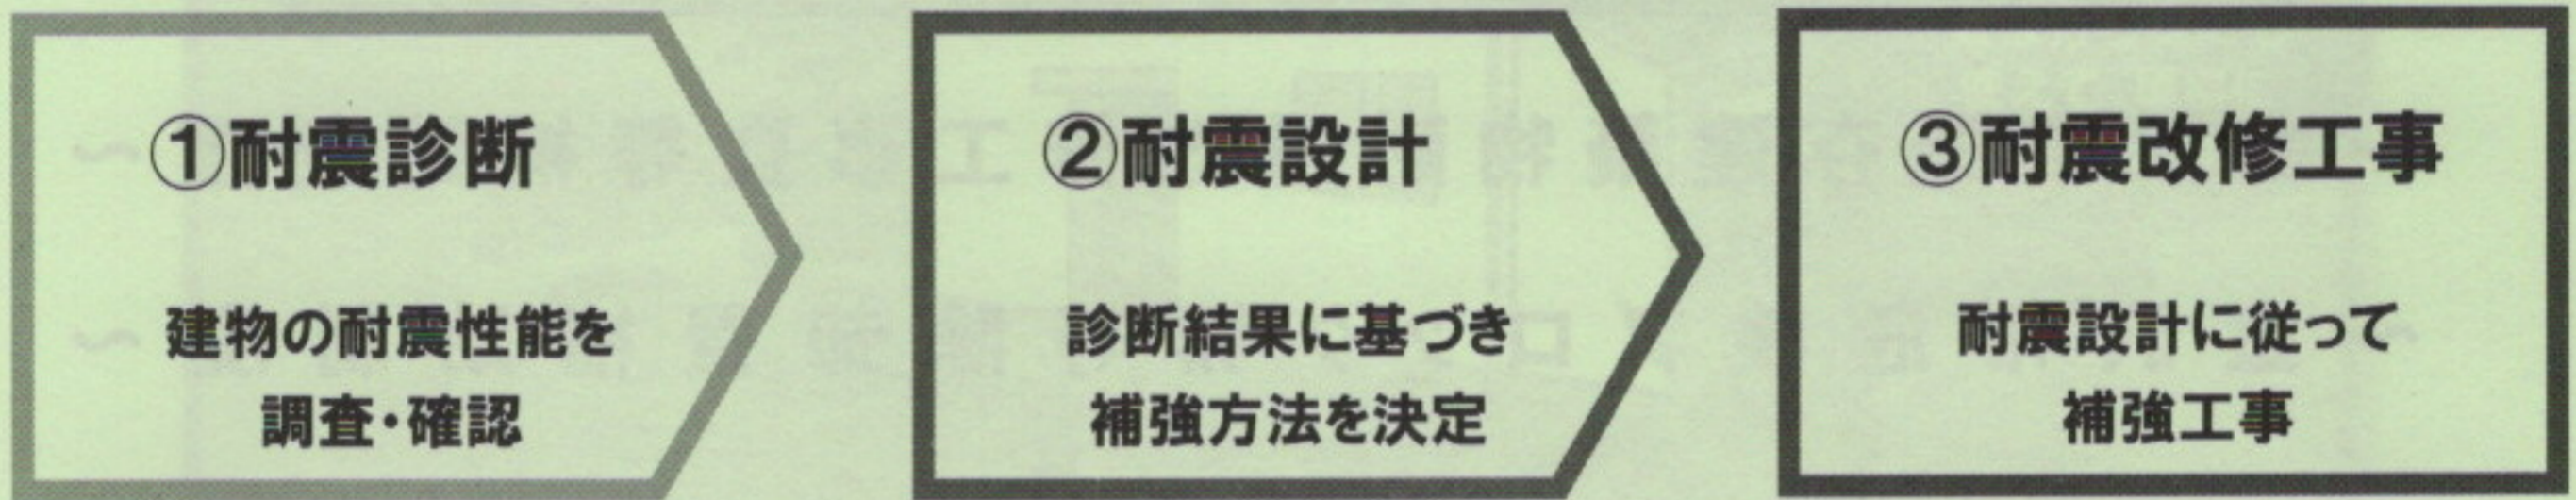 ①耐震診断
建物の耐震性能を
調査・確認
②耐震設計
診断結果に基づき
補強方法を決定
③耐震改修工事
耐震設計に従って
補強工事